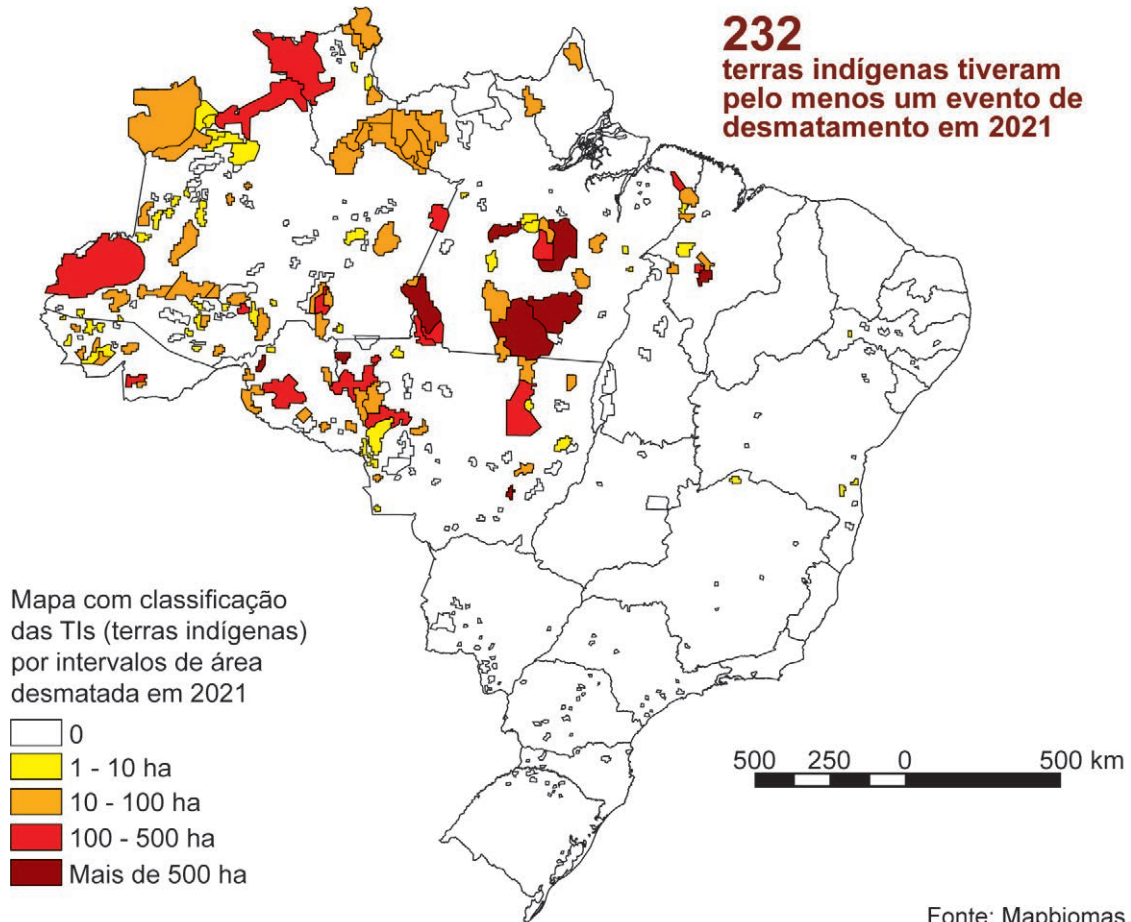 232
terras indígenas tiveram
pelo menos um evento de
desmatamento em 2021
Mapa com classificação
das TIs (terras indígenas)
por intervalos de área
desmatada em 2021
0
1 - 10 ha
10 - 100 ha
100 - 500 ha
Mais de 500 ha
500 250 0 500 km
Fonte: Mapbiomas